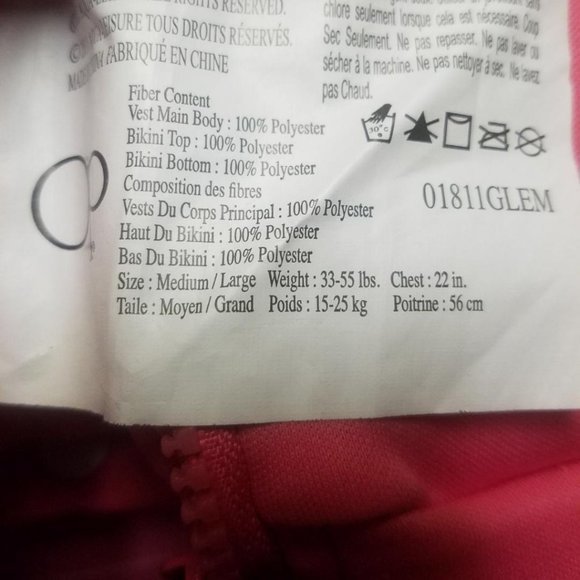 RESERVED.
TOUS DROITS RÉSERVÉS.
FABRIQUÉ EN CHINE
chlore seulement lorsque cela est nécessaire.
Sec Seulement. Ne pas repasser. Ne pas laver ou
sécher à la machine. Ne pas nettoyer à sec. Ne lavez
pas Chaud.
Fiber Content
Vest Main Body : 100% Polyester
Bikini Top : 100% Polyester
Bikini Bottom : 100% Polyester
Composition des fibres
Vests Du Corps Principal : 100% Polyester
Haut Du Bikini : 100% Polyester
Bas Du Bikini : 100% Polyester
Size : Medium / Large Weight : 33-55 lbs. Chest : 22 in.
Taile : Moyen / Grand Poids : 15-25 kg Poitrine : 56 cm
30°c
01811GLEM